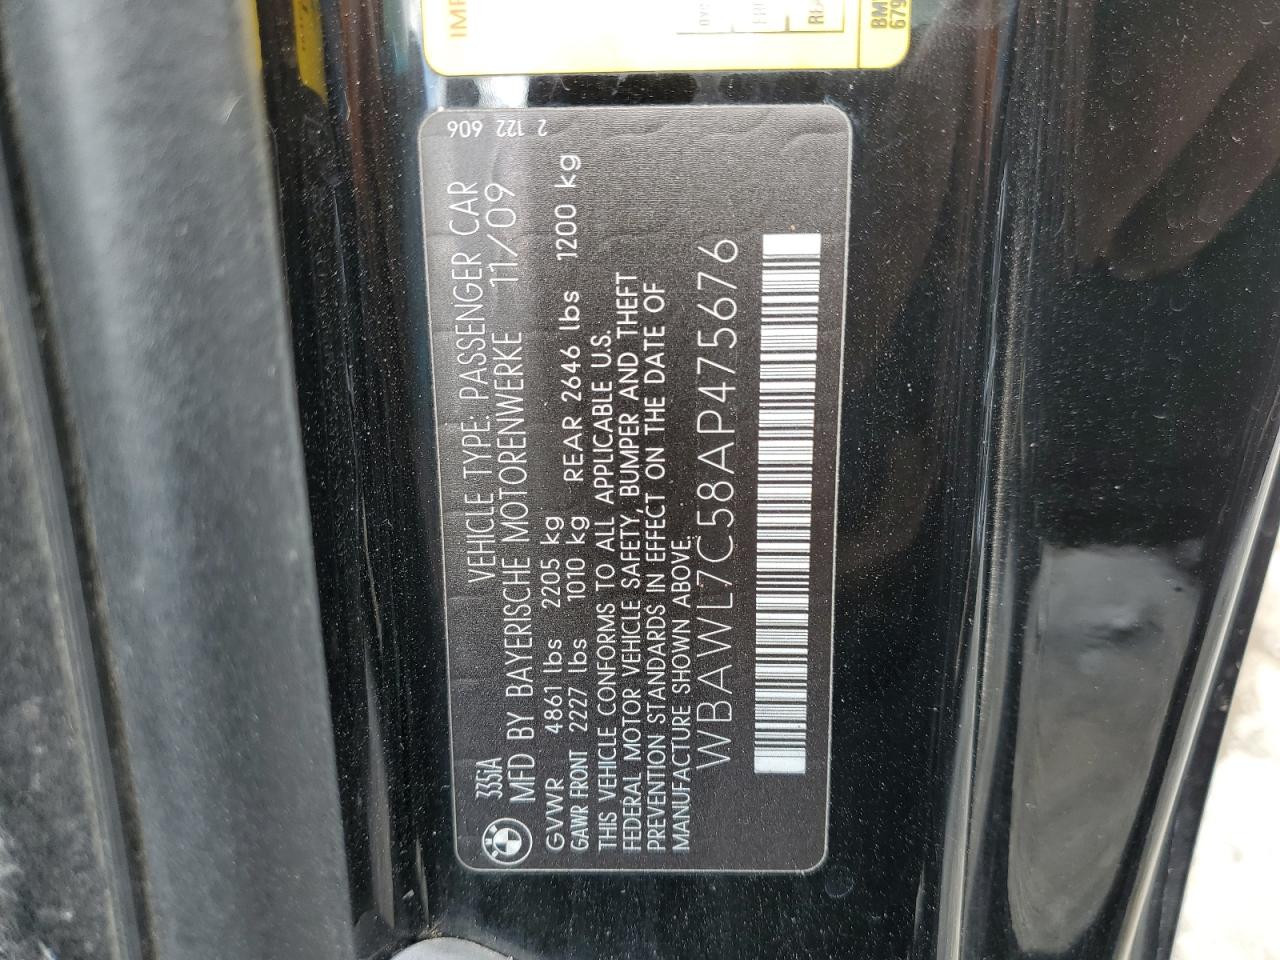 335iA VEHICLE TYPE: PASSENGER CAR 2 122 606
MFD BY BAYERISCHE MOTORENWERKE 11/09
GVWR 4861 lbs 2205 kg
GAWR FRONT 2227 lbs 1010 kg REAR 2646 lbs 1200 kg
THIS VEHICLE CONFORMS TO ALL APPLICABLE U.S.
FEDERAL MOTOR VEHICLE SAFETY, BUMPER AND THEFT
PREVENTION STANDARDS IN EFFECT ON THE DATE OF
MANUFACTURE SHOWN ABOVE.
WBAWL7C58AP475676